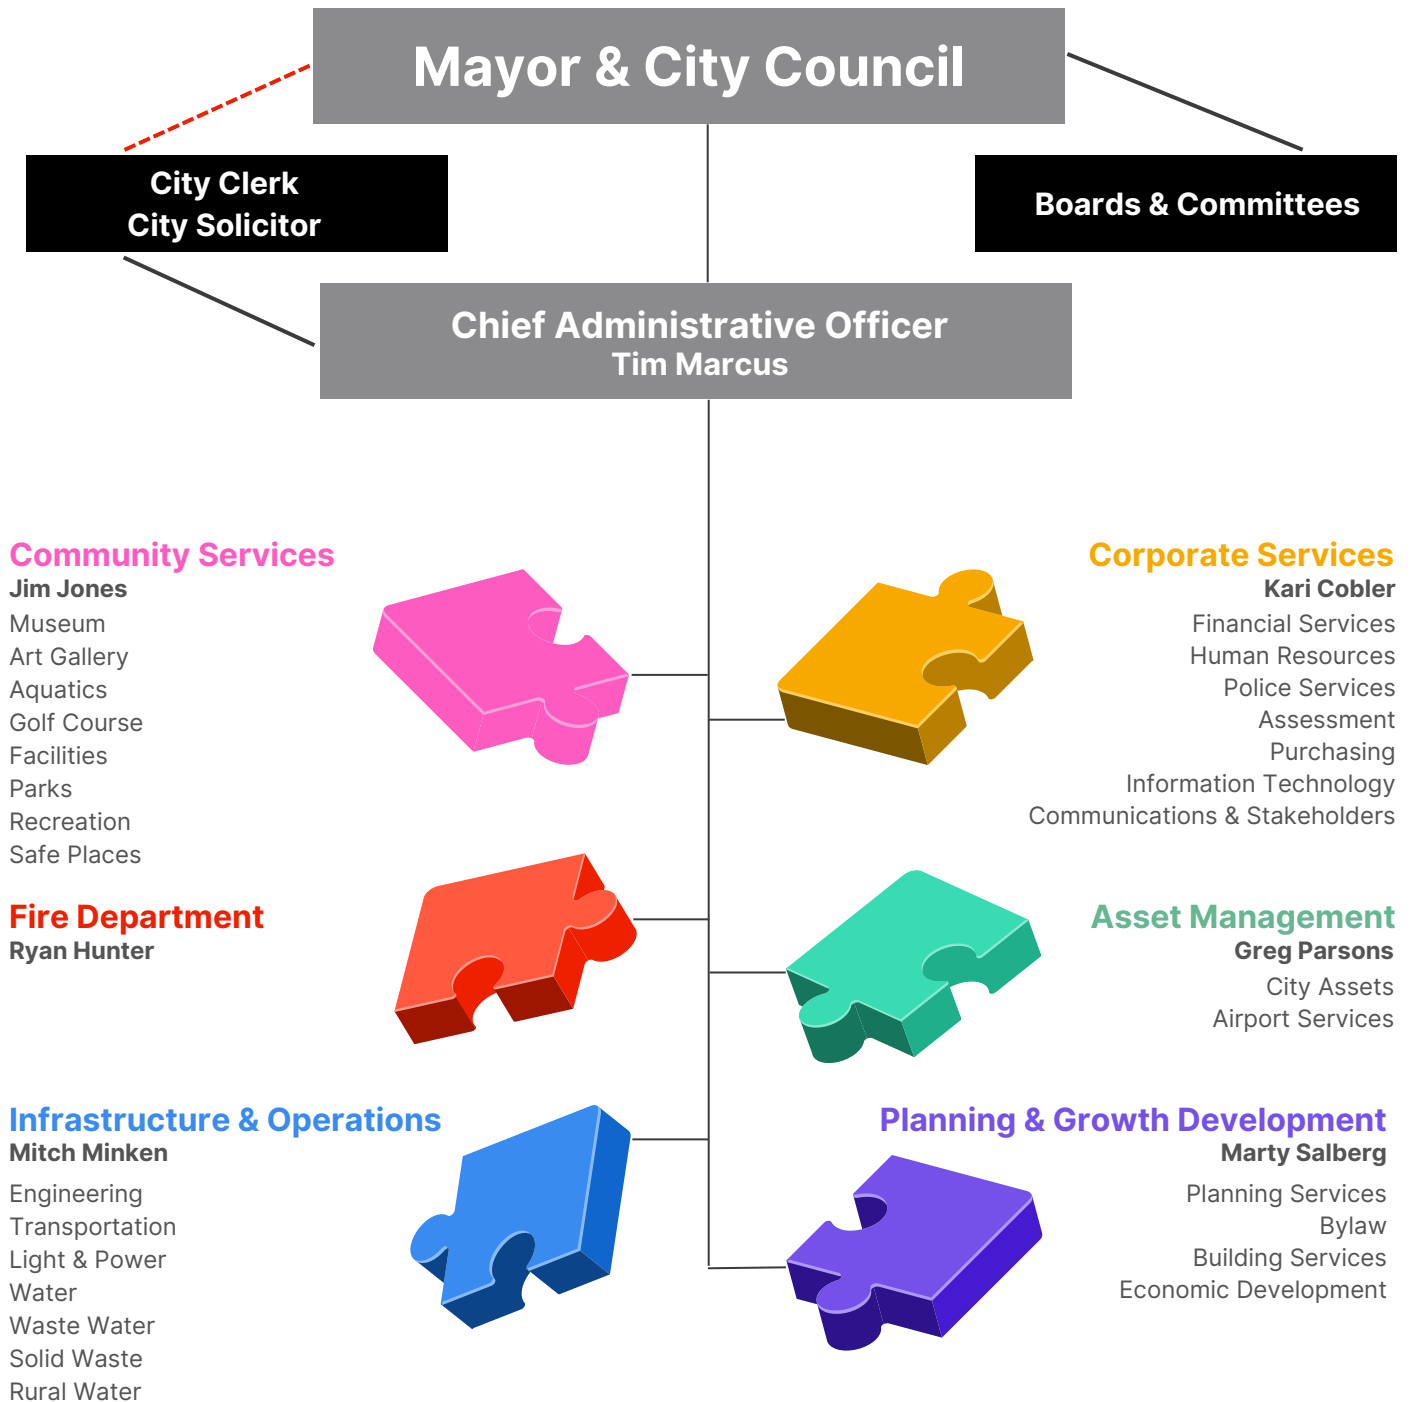 Mayor & City Council
City Clerk
City Solicitor
Boards & Committees
Chief Administrative Officer
Tim Marcus
Community Services
Jim Jones
Museum
Art Gallery
Aquatics
Golf Course
Facilities
Parks
Recreation
Safe Places
Corporate Services
Kari Cobler
Financial Services
Human Resources
Police Services
Assessment
Purchasing
Information Technology
Communications & Stakeholders
Fire Department
Ryan Hunter
Asset Management
Greg Parsons
City Assets
Airport Services
Infrastructure & Operations
Mitch Minken
Engineering
Transportation
Light & Power
Water
Waste Water
Solid Waste
Rural Water
Planning & Growth Development
Marty Salberg
Planning Services
Bylaw
Building Services
Economic Development